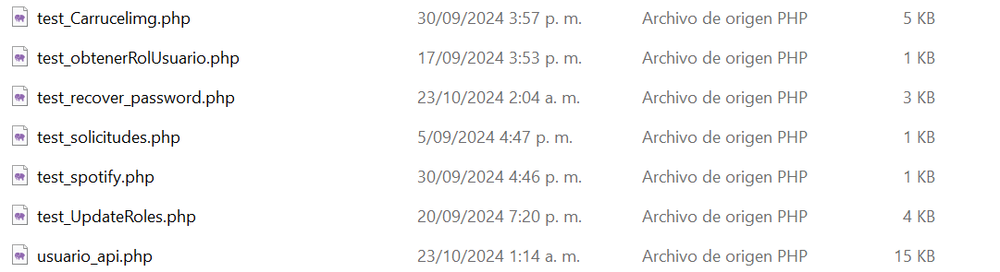 test_Carrucelimg.php 30/09/2024 3:57 p. m. Archivo de origen PHP 5 KB
test_obtenerRolUsuario.php 17/09/2024 3:53 p. m. Archivo de origen PHP 1 KB
test_recover_password.php 23/10/2024 2:04 a. m. Archivo de origen PHP 3 KB
test_solicitudes.php 5/09/2024 4:47 p. m. Archivo de origen PHP 1 KB
test_spotify.php 30/09/2024 4:46 p. m. Archivo de origen PHP 1 KB
test_UpdateRoles.php 20/09/2024 7:20 p. m. Archivo de origen PHP 4 KB
usuario_api.php 23/10/2024 1:14 a. m. Archivo de origen PHP 15 KB